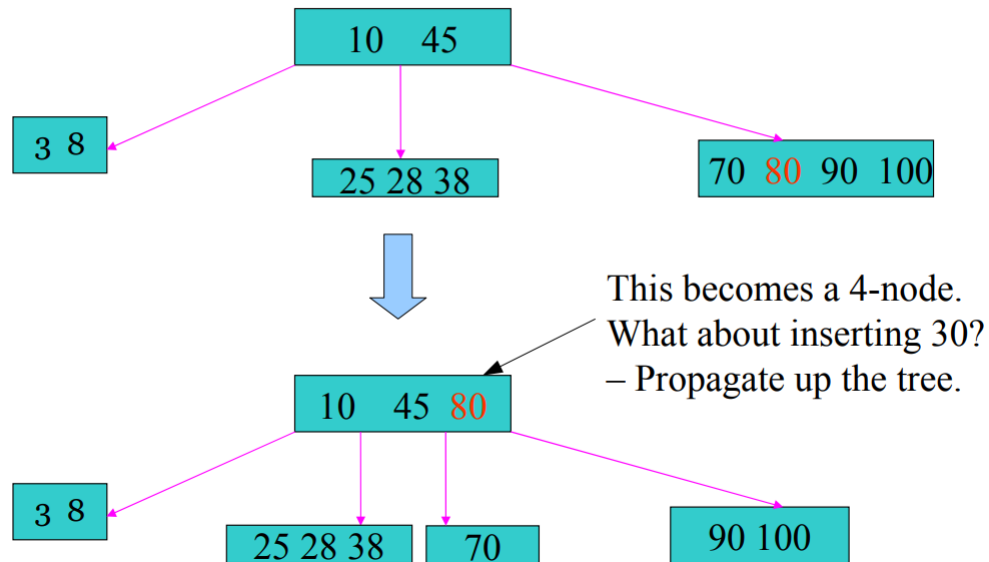 10 45
3 8
25 28 38
70 80 90 100
This becomes a 4-node.
What about inserting 30?
– Propagate up the tree.
10 45 80
3 8
25 28 38
70
90 100